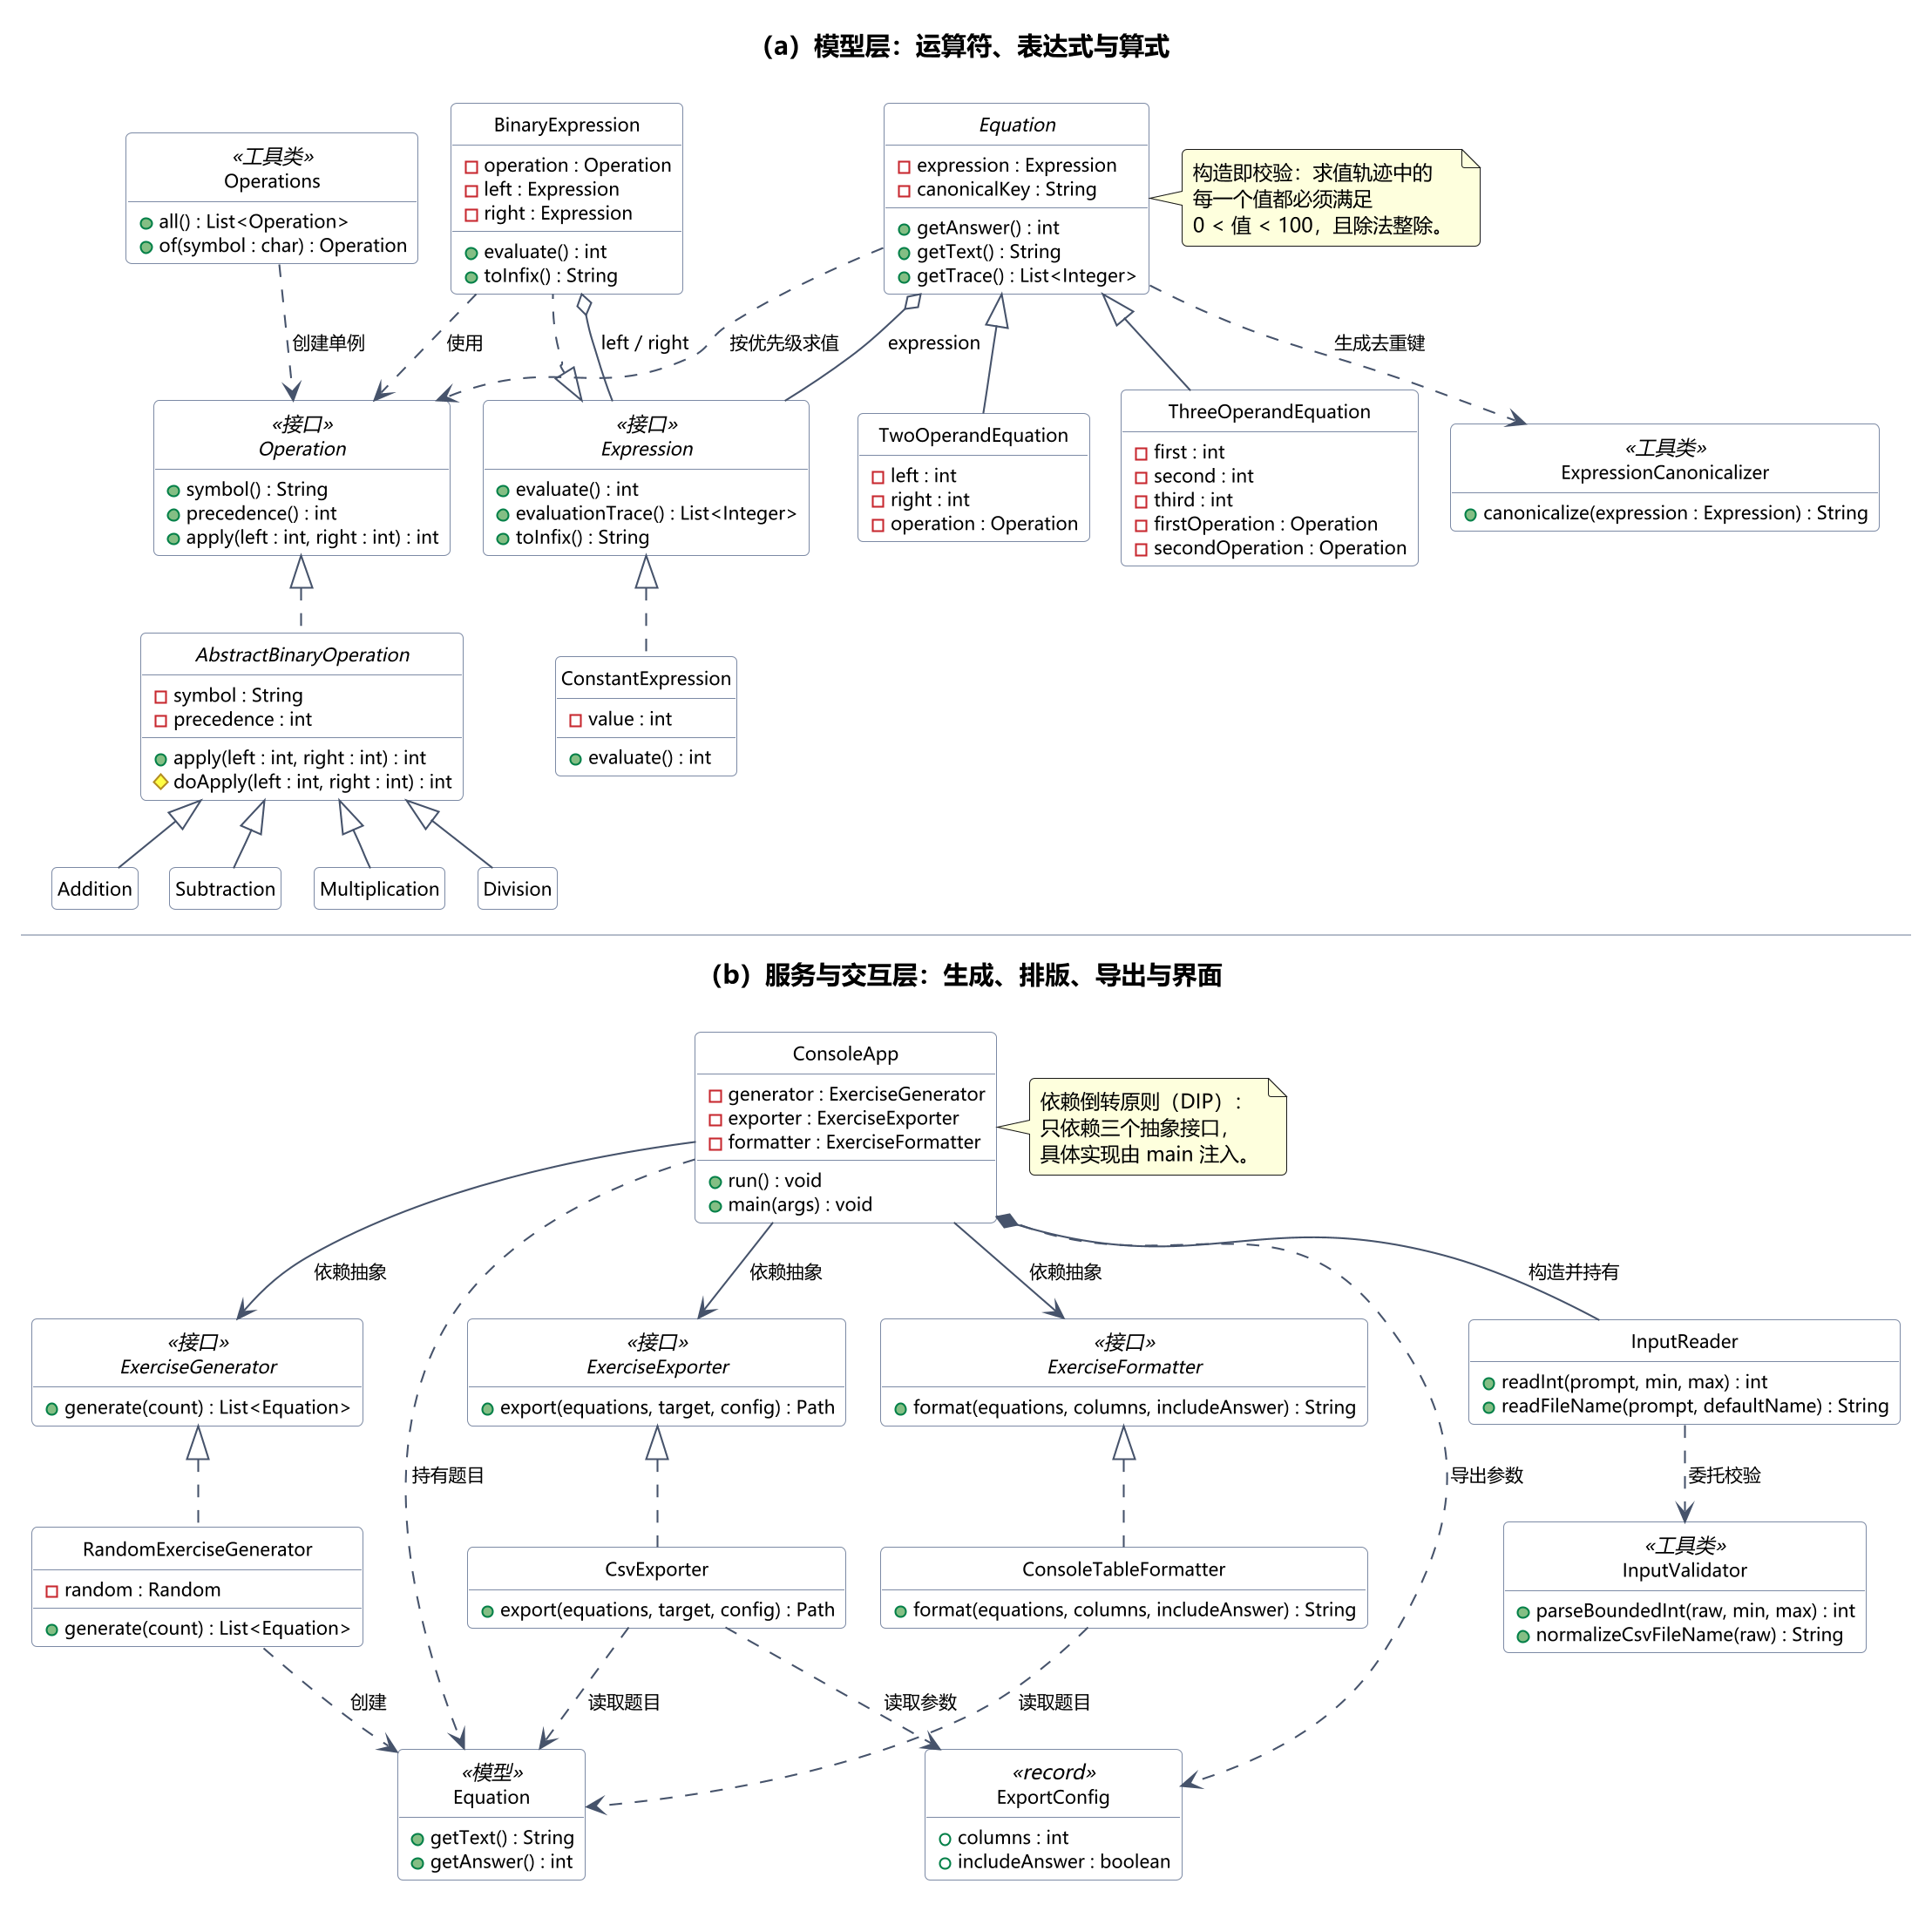 （a）模型层：运算符、表达式与算式
«工具类»
Operations
all() : List<Operation>
of(symbol : char) : Operation
BinaryExpression
operation : Operation
left : Expression
right : Expression
evaluate() : int
toInfix() : String
Equation
expression : Expression
canonicalKey : String
getAnswer() : int
getText() : String
getTrace() : List<Integer>
构造即校验：求值轨迹中的
每一个值都必须满足
0 < 值 < 100，且除法整除。
创建单例
使用
left / right
按优先级求值
expression
生成去重键
«接口»
Operation
symbol() : String
precedence() : int
apply(left : int, right : int) : int
«接口»
Expression
evaluate() : int
evaluationTrace() : List<Integer>
toInfix() : String
TwoOperandEquation
left : int
right : int
operation : Operation
ThreeOperandEquation
first : int
second : int
third : int
firstOperation : Operation
secondOperation : Operation
«工具类»
ExpressionCanonicalizer
canonicalize(expression : Expression) : String
AbstractBinaryOperation
symbol : String
precedence : int
apply(left : int, right : int) : int
doApply(left : int, right : int) : int
ConstantExpression
value : int
evaluate() : int
Addition
Subtraction
Multiplication
Division
（b）服务与交互层：生成、排版、导出与界面
ConsoleApp
generator : ExerciseGenerator
exporter : ExerciseExporter
formatter : ExerciseFormatter
run() : void
main(args) : void
依赖倒转原则（DIP）：
只依赖三个抽象接口，
具体实现由 main 注入。
依赖抽象
依赖抽象
依赖抽象
构造并持有
«接口»
ExerciseGenerator
generate(count) : List<Equation>
«接口»
ExerciseExporter
export(equations, target, config) : Path
«接口»
ExerciseFormatter
format(equations, columns, includeAnswer) : String
InputReader
readInt(prompt, min, max) : int
readFileName(prompt, defaultName) : String
持有题目
导出参数
委托校验
RandomExerciseGenerator
random : Random
generate(count) : List<Equation>
CsvExporter
export(equations, target, config) : Path
ConsoleTableFormatter
format(equations, columns, includeAnswer) : String
«工具类»
InputValidator
parseBoundedInt(raw, min, max) : int
normalizeCsvFileName(raw) : String
创建
读取题目
读取参数
读取题目
«模型»
Equation
getText() : String
getAnswer() : int
«record»
ExportConfig
columns : int
includeAnswer : boolean